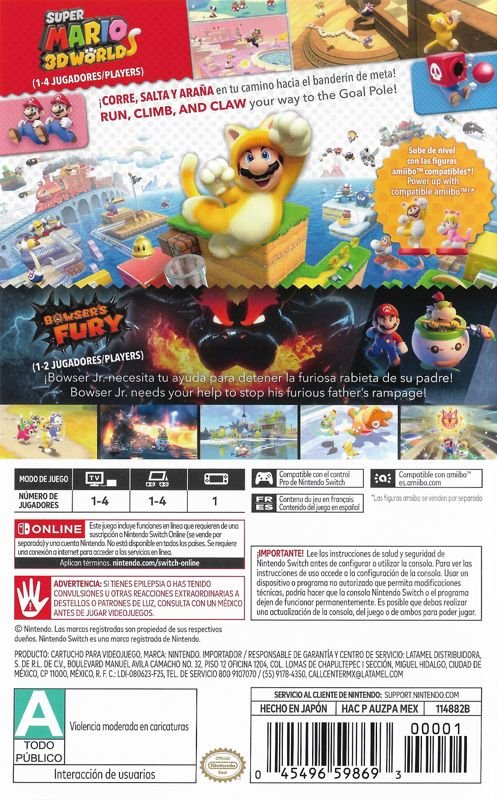 SUPER
MARIO
3D WORLD
(1-4 JUGADORES/PLAYERS)
¡CORRE, SALTA Y ARAÑA en tu camino hacia el banderín de meta!
RUN, CLIMB, AND CLAW your way to the Goal Pole!
Sube de nivel
con las figuras
amiibo™ compatibles*!
Power up with
compatible amiibo™!*
BOWSER'S
FURY
(1-2 JUGADORES/PLAYERS)
¡Bowser Jr. necesita tu ayuda para detener la furiosa rabieta de su padre!
Bowser Jr. needs your help to stop his furious father's rampage!
MODO DE JUEGO
TV
NÚMERO DE
JUGADORES
1-4
1-4
1
Compatible con el control
Pro de Nintendo Switch
Compatible con amiibo™
es.amiibo.com
FR
ES
Contenu du jeu en français
Contenido del juego en español
*Las figuras amiibo se venden por separado
ONLINE
Este juego incluye funciones en línea que requieren de una
suscripción a Nintendo Switch Online (se vende por
separado) y una cuenta Nintendo. No está disponible en todos los países. Se requiere
una conexión a internet para acceder a los servicios en línea.
Aplican términos. nintendo.com/switch-online
ADVERTENCIA: SI TIENES EPILEPSIA O HAS TENIDO
CONVULSIONES U OTRAS REACCIONES EXTRAORDINARIAS A
DESTELLOS O PATRONES DE LUZ, CONSULTA CON UN MÉDICO
ANTES DE JUGAR VIDEOJUEGOS.
¡IMPORTANTE! Lee las instrucciones de salud y seguridad de
Nintendo Switch antes de configurar o utilizar la consola. Para ver las
instrucciones de uso accede a la configuración de la consola. Usar un
dispositivo o programa no autorizado que permita modificaciones
técnicas, podría hacer que la consola Nintendo Switch o el programa
dejen de funcionar permanentemente. Es posible que debas realizar
una actualización de la consola, del juego o de ambos para poder jugar.
© Nintendo. Las marcas registradas son propiedad de sus respectivos
dueños. Nintendo Switch es una marca registrada de Nintendo.
PRODUCTO: CARTUCHO PARA VIDEOJUEGO, MARCA: NINTENDO. IMPORTADOR / RESPONSABLE DE GARANTÍA Y CENTRO DE SERVICIO: LATAMEL DISTRIBUIDORA,
S. DE R.L. DE C.V., BOULEVARD MANUEL AVILA CAMACHO NO. 32, PISO 12 OFICINA 1204, COL. LOMAS DE CHAPULTEPEC I SECCIÓN, MIGUEL HIDALGO, CIUDAD DE
MÉXICO, CP 11000, MÉXICO, R. F. C.: LDI-080623-F25, TEL. DE SERVICIO 800 9107070 / (55) 9178-4350, CALLCENTERMX@LATAMEL.COM
SERVICIO AL CLIENTE DE NINTENDO: SUPPORT.NINTENDO.COM
HECHO EN JAPÓN
HAC P AUZPA MEX
114882B
A
TODO
PÚBLICO
Violencia moderada en caricaturas
Interacción de usuarios
Official
Nintendo
Seal
00001
0 45496 59869 3